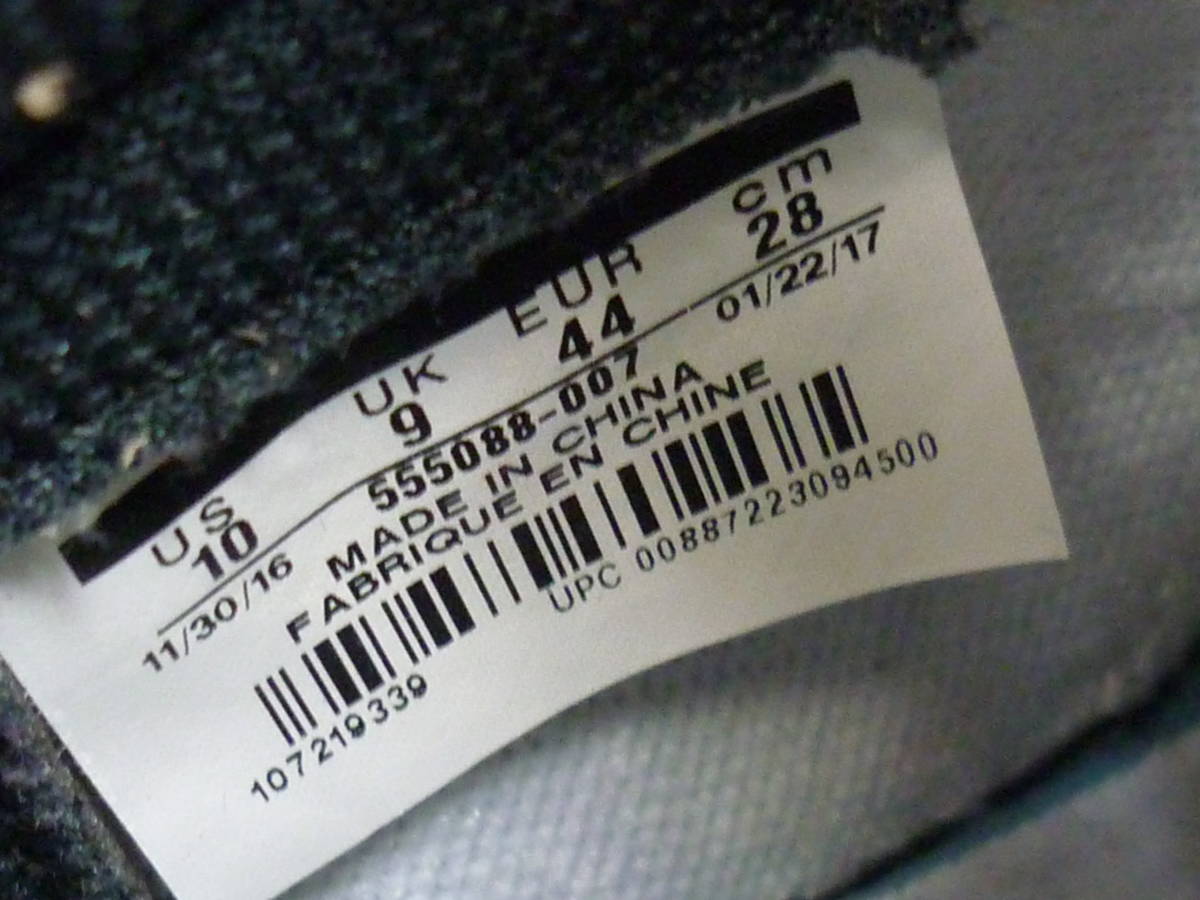 US UK EUR cm
10 9 44 28
11/30/16 555088-007 01/22/17
MADE IN CHINA
FABRIQUE EN CHINE
UPC 00887223094500
107219339